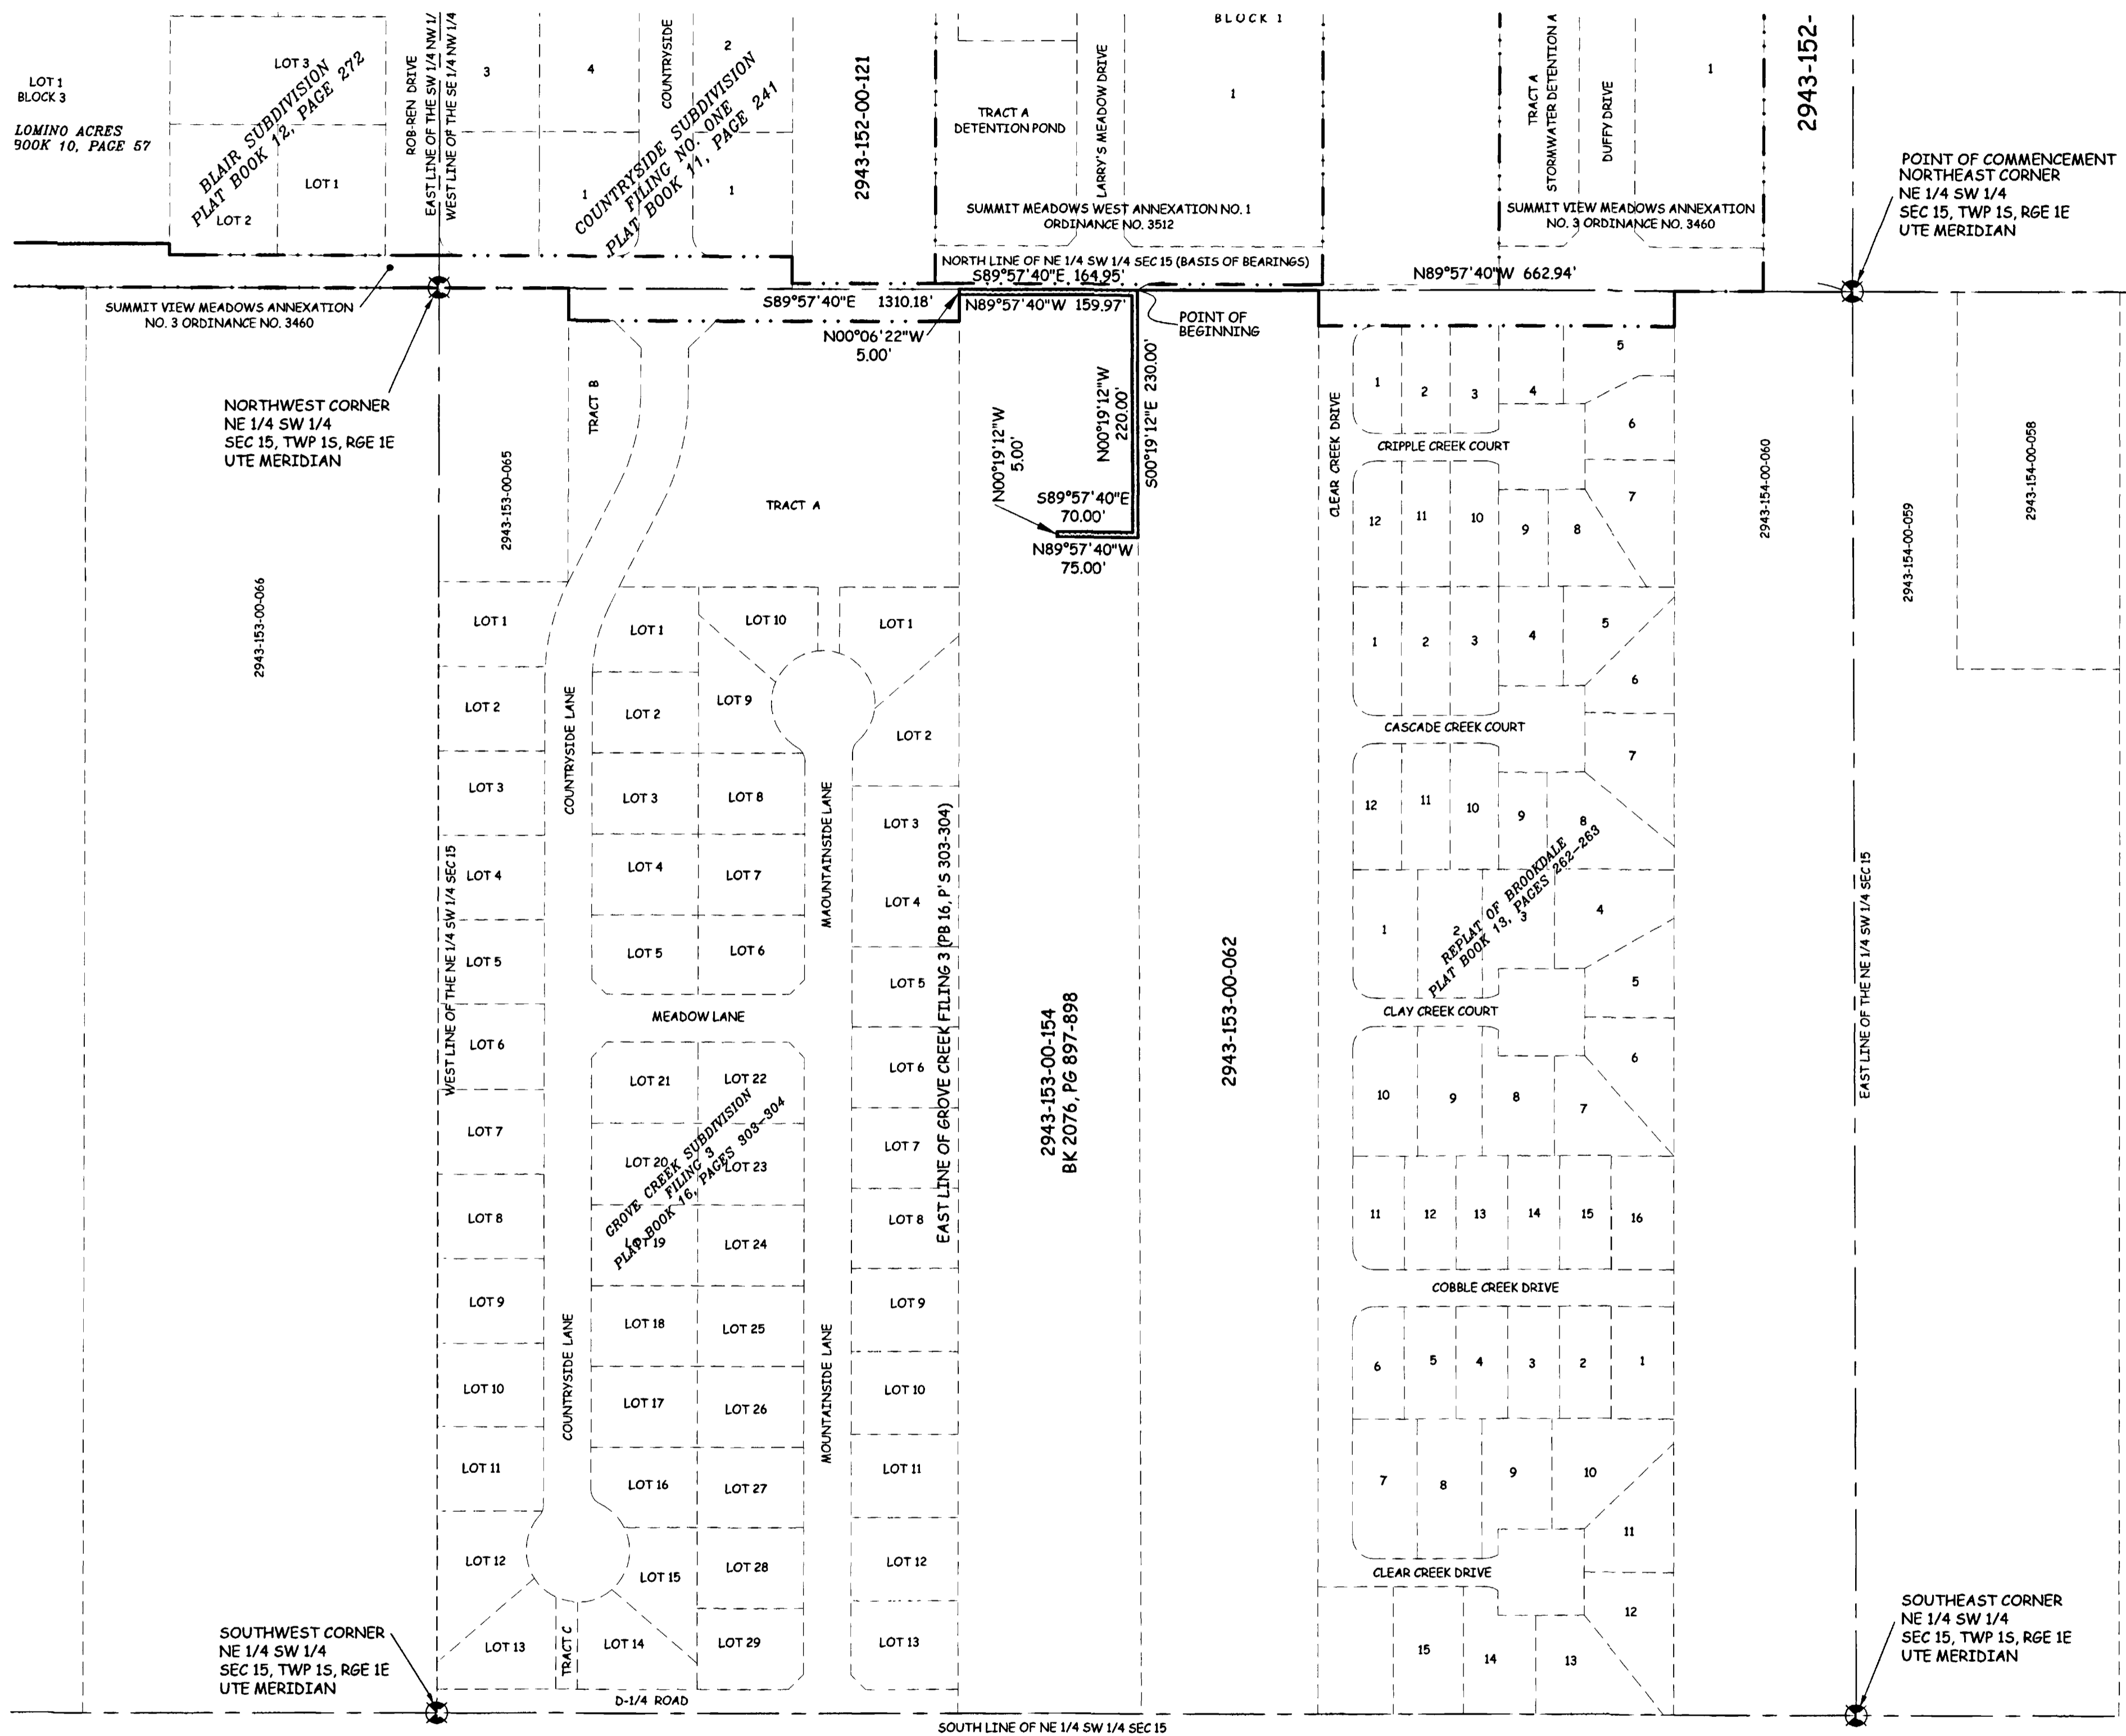 LOT 1
BLOCK 3
LOMINO ACRES
BOOK 10, PAGE 57
LOT 3
BLAIR SUBDIVISION
PLAT BOOK 12, PAGE 272
LOT 1
LOT 2
ROB-REN DRIVE
EAST LINE OF THE SW 1/4 NW 1/
WEST LINE OF THE SE 1/4 NW 1/4
3
4
COUNTRYSIDE
2
1
1
COUNTRYSIDE SUBDIVISION
FILING NO. ONE
PLAT BOOK 11, PAGE 241
2943-152-00-121
TRACT A
DETENTION POND
LARRY'S MEADOW DRIVE
BLOCK 1
1
SUMMIT MEADOWS WEST ANNEXATION NO. 1
ORDINANCE NO. 3512
TRACT A
STORMWATER DETENTION A
DUFFY DRIVE
1
SUMMIT VIEW MEADOWS ANNEXATION
NO. 3 ORDINANCE NO. 3460
2943-152-
POINT OF COMMENCEMENT
NORTHEAST CORNER
NE 1/4 SW 1/4
SEC 15, TWP 1S, RGE 1E
UTE MERIDIAN
NORTH LINE OF NE 1/4 SW 1/4 SEC 15 (BASIS OF BEARINGS)
S89°57'40"E 164.95'
N89°57'40"W 662.94'
S89°57'40"E 1310.18'
N89°57'40"W 159.97'
SUMMIT VIEW MEADOWS ANNEXATION
NO. 3 ORDINANCE NO. 3460
N00°06'22"W
5.00'
POINT OF
BEGINNING
NORTHWEST CORNER
NE 1/4 SW 1/4
SEC 15, TWP 1S, RGE 1E
UTE MERIDIAN
N00°19'12"W
5.00'
N00°19'12"W
220.00'
S00°19'12"E 230.00'
S89°57'40"E
70.00'
N89°57'40"W
75.00'
2943-153-00-066
2943-153-00-065
TRACT B
TRACT A
WEST LINE OF THE NE 1/4 SW 1/4 SEC 15
LOT 1
LOT 2
LOT 3
LOT 4
LOT 5
LOT 6
LOT 7
LOT 8
LOT 9
LOT 10
LOT 11
LOT 12
LOT 13
COUNTRYSIDE LANE
COUNTRYSIDE LANE
TRACT C
LOT 1
LOT 2
LOT 3
LOT 4
LOT 5
LOT 10
LOT 9
LOT 8
LOT 7
LOT 6
MEADOW LANE
LOT 21
LOT 20
LOT 19
LOT 18
LOT 17
LOT 16
LOT 15
LOT 14
LOT 22
LOT 23
LOT 24
LOT 25
LOT 26
LOT 27
LOT 28
LOT 29
GROVE CREEK SUBDIVISION
FILING 3
PLAT BOOK 16, PAGES 303-304
MAOUNTAINSIDE LANE
MOUNTAINSIDE LANE
LOT 1
LOT 2
LOT 3
LOT 4
LOT 5
LOT 6
LOT 7
LOT 8
LOT 9
LOT 10
LOT 11
LOT 12
LOT 13
EAST LINE OF GROVE CREEK FILING 3 (PB 16, P'S 303-304)
2943-153-00-154
BK 2076, PG 897-898
2943-153-00-062
CLEAR CREEK DRIVE
1
2
3
4
5
6
CRIPPLE CREEK COURT
7
12
11
10
9
8
1
2
3
4
5
6
CASCADE CREEK COURT
7
12
11
10
9
8
REPLAT OF BROOKDALE
PLAT BOOK 13, PAGES 262-263
1
2
3
4
5
CLAY CREEK COURT
6
10
9
8
7
11
12
13
14
15
16
COBBLE CREEK DRIVE
6
5
4
3
2
1
7
8
9
10
11
CLEAR CREEK DRIVE
12
15
14
13
2943-154-00-060
EAST LINE OF THE NE 1/4 SW 1/4 SEC 15
2943-154-00-059
2943-154-00-058
SOUTHWEST CORNER
NE 1/4 SW 1/4
SEC 15, TWP 1S, RGE 1E
UTE MERIDIAN
D-1/4 ROAD
SOUTH LINE OF NE 1/4 SW 1/4 SEC 15
SOUTHEAST CORNER
NE 1/4 SW 1/4
SEC 15, TWP 1S, RGE 1E
UTE MERIDIAN